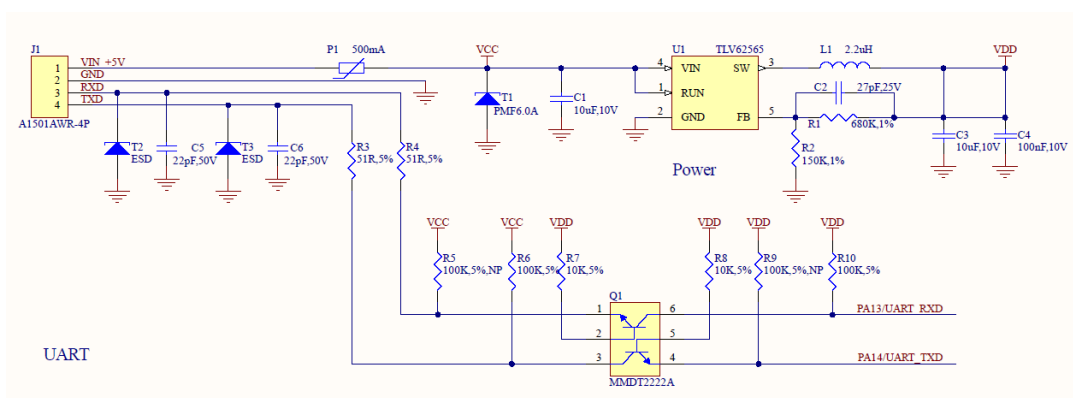 J1
P1 500mA
VCC
U1 TLV62565
L1 2.2uH
VDD
1 VIN +5V
2 GND
3 RXD
4 TXD
A1501AWR-4P
4 VIN SW 3
1 RUN
2 GND FB 5
C2 27pF,25V
R1 680K,1%
T1
PMF6.0A
C1
10uF,10V
R2
150K,1%
C3
10uF,10V
C4
100nF,10V
T2
ESD
C5
22pF,50V
T3
ESD
C6
22pF,50V
R3
51R,5%
R4
51R,5%
Power
VCC
VCC
VDD
VDD
VDD
VDD
R5
100K,5%,NP
R6
100K,5%
R7
10K,5%
R8
10K,5%
R9
100K,5%,NP
R10
100K,5%
Q1
1 6
2 5
3 4
MMDT2222A
PA13/UART_RXD
PA14/UART_TXD
UART